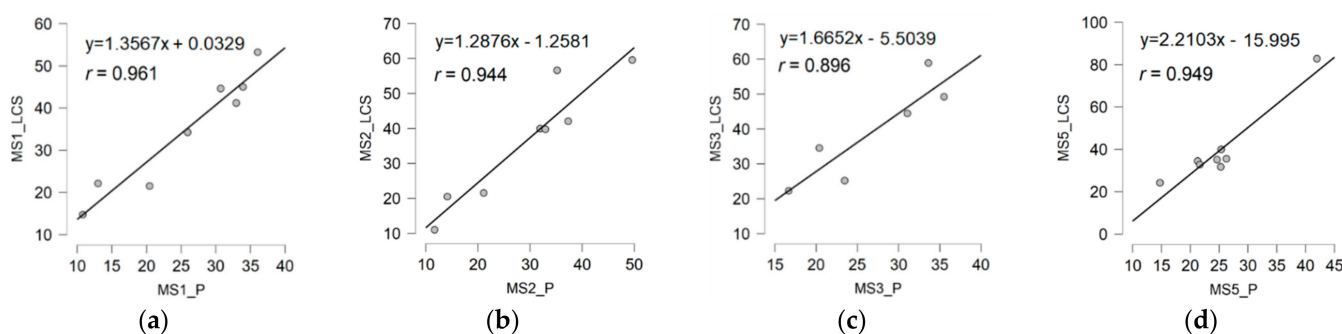 y=1.3567x + 0.0329
r = 0.961
MS1_LCS
60
50
40
30
20
10
10 15 20 25 30 35 40
MS1_P
(a)
y=1.2876x - 1.2581
r = 0.944
MS2_LCS
70
60
50
40
30
20
10
10 20 30 40 50
MS2_P
(b)
y=1.6652x - 5.5039
r = 0.896
MS3_LCS
70
60
50
40
30
20
10
15 20 25 30 35 40
MS3_P
(c)
y=2.2103x - 15.995
r = 0.949
MS5_LCS
100
80
60
40
20
0
10 15 20 25 30 35 40 45
MS5_P
(d)